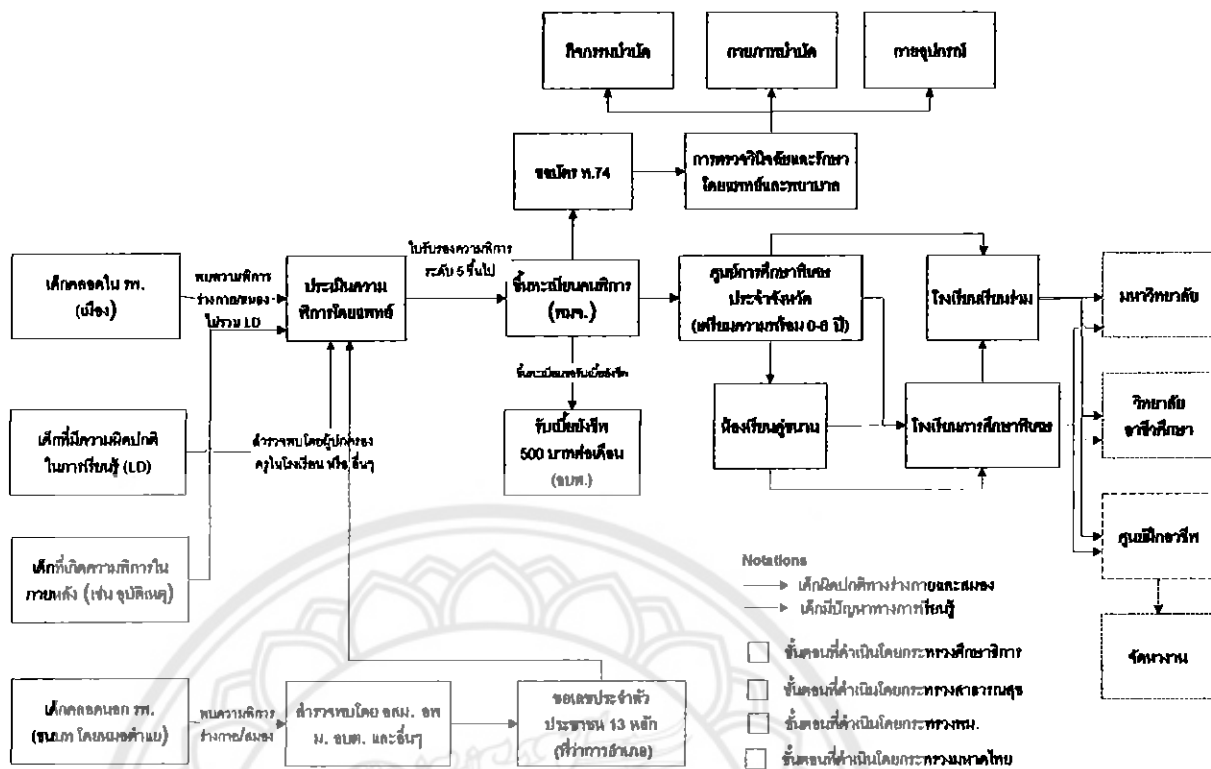 กิจกรรมบำบัด
กายภาพบำบัด
กายอุปกรณ์
ขอบัตร ท.74
การตรวจวินิจฉัยและรักษา
โดยแพทย์และพยาบาล
เด็กคลอดใน รพ.
(เมือง)
พบความพิการ
ร่างกาย/สมอง
ไม่รวม LD
ประเมินความ
พิการโดยแพทย์
ใบรับรองความพิการ
ระดับ 5 ขึ้นไป
ขึ้นทะเบียนคนพิการ
(พมจ.)
ศูนย์การศึกษาพิเศษ
ประจำจังหวัด
(เตรียมความพร้อม 0-6 ปี)
โรงเรียนเรียนร่วม
มหาวิทยาลัย
ขึ้นทะเบียนขอรับเบี้ยยังชีพ
เด็กที่มีความผิดปกติ
ในการเรียนรู้ (LD)
สำรวจพบโดยผู้ปกครอง
ครูในโรงเรียน หรือ อื่นๆ
รับเบี้ยยังชีพ
500 บาทต่อเดือน
(อบท.)
ห้องเรียนคู่ขนาน
โรงเรียนการศึกษาพิเศษ
วิทยาลัย
อาชีวศึกษา
เด็กที่เกิดความพิการใน
ภายหลัง (เช่น อุบัติเหตุ)
ศูนย์ฝึกอาชีพ
จัดหางาน
เด็กคลอดนอก รพ.
(ชนบท โดยหมอตำแย)
พบความพิการ
ร่างกาย/สมอง
สำรวจพบโดย อสม. อพ
ม. อบต. และอื่นๆ
ขอเลขประจำตัว
ประชาชน 13 หลัก
(ที่ว่าการอำเภอ)
Notations
เด็กผิดปกติทางร่างกายและสมอง
เด็กมีปัญหาทางการเรียนรู้
ขั้นตอนที่ดำเนินโดยกระทรวงศึกษาธิการ
ขั้นตอนที่ดำเนินโดยกระทรวงสาธารณสุข
ขั้นตอนที่ดำเนินโดยกระทรวงพม.
ขั้นตอนที่ดำเนินโดยกระทรวงมหาดไทย